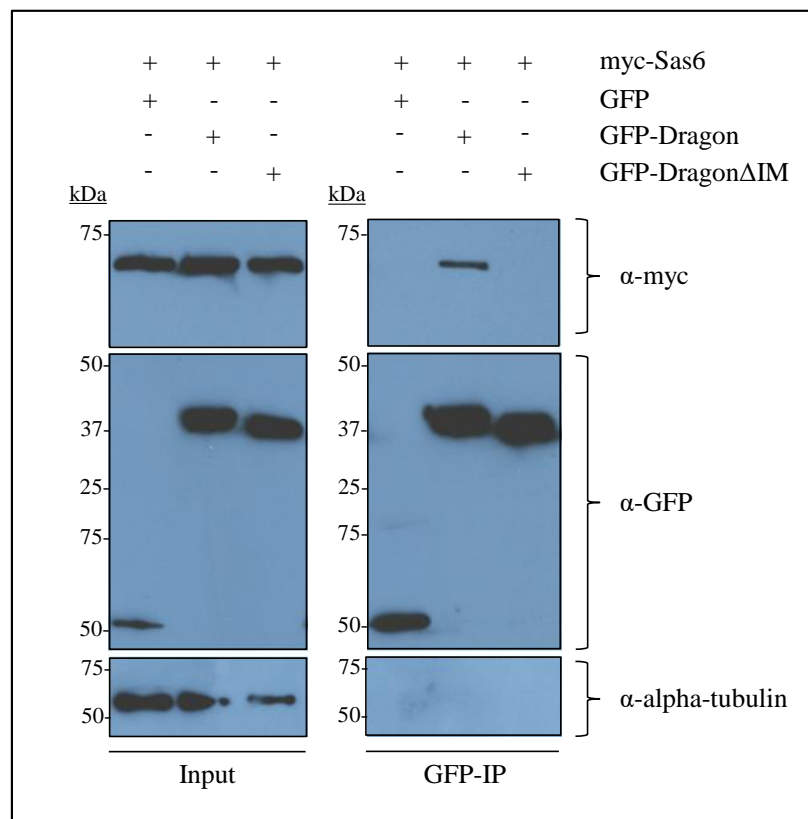 + + + + + + myc-Sas6
+ - - + - - GFP
- + - - + - GFP-Dragon
- - + - - + GFP-DragonΔIM
kDa kDa
75- 75- α-myc
50- 50-
37- 37-
25- 25- α-GFP
75- 75-
50- 50-
75- 75- α-alpha-tubulin
50- 50-
Input GFP-IP